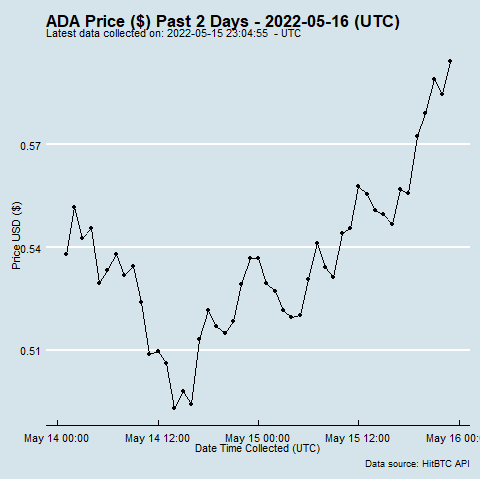 ADA Price ($) Past 2 Days - 2022-05-16 (UTC)
Latest data collected on: 2022-05-15 23:04:55 - UTC
0.57
0.54
0.51
Price USD ($)
May 14 00:00
May 14 12:00
May 15 00:00
May 15 12:00
May 16 00:
Date Time Collected (UTC)
Data source: HitBTC API